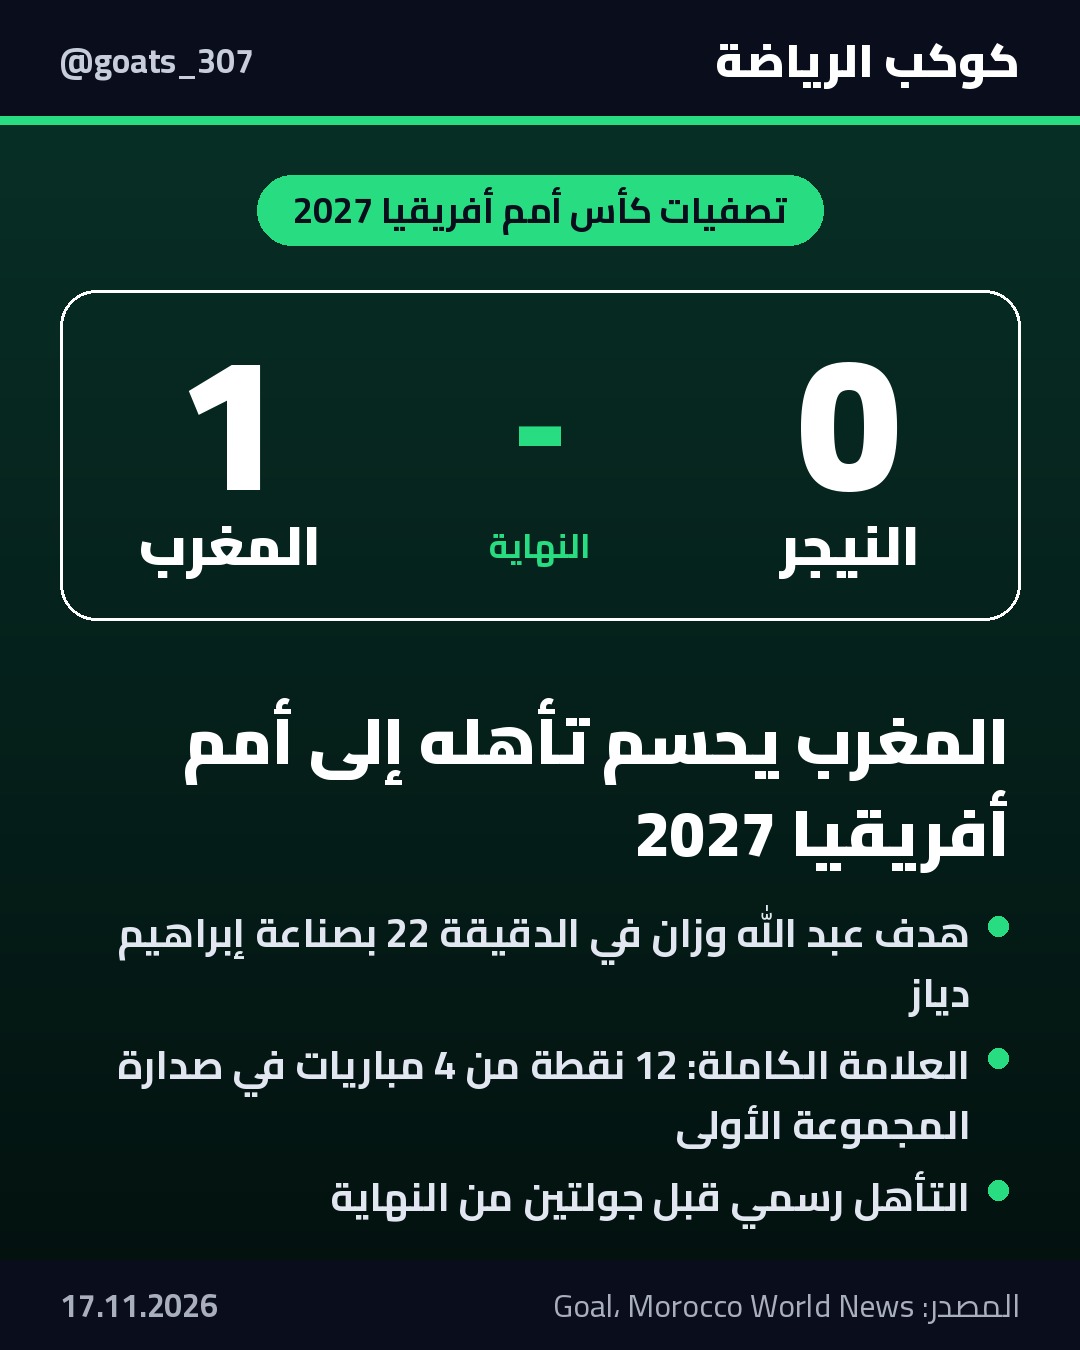 كوكب الرياضة
@goats_307
تصفيات كأس أمم أفريقيا 2027
0 - 1
النيجر النهاية المغرب
المغرب يحسم تأهله إلى أمم
أفريقيا 2027
هدف عبد الله وزان في الدقيقة 22 بصناعة إبراهيم
دياز
العلامة الكاملة: 12 نقطة من 4 مباريات في صدارة
المجموعة الأولى
التأهل رسمي قبل جولتين من النهاية
المصدر: Goal، Morocco World News
17.11.2026